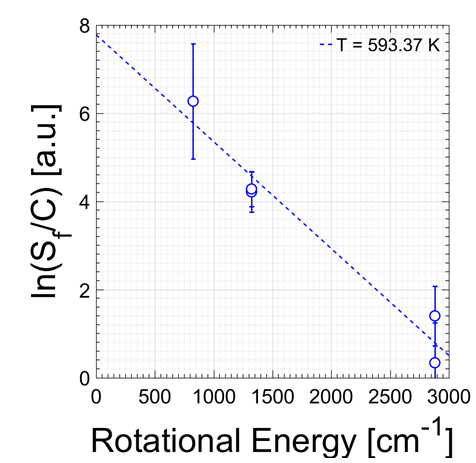 8
6
4
2
0
ln(S_f/C) [a.u.]
T = 593.37 K
0 500 1000 1500 2000 2500 3000
Rotational Energy [cm⁻¹]